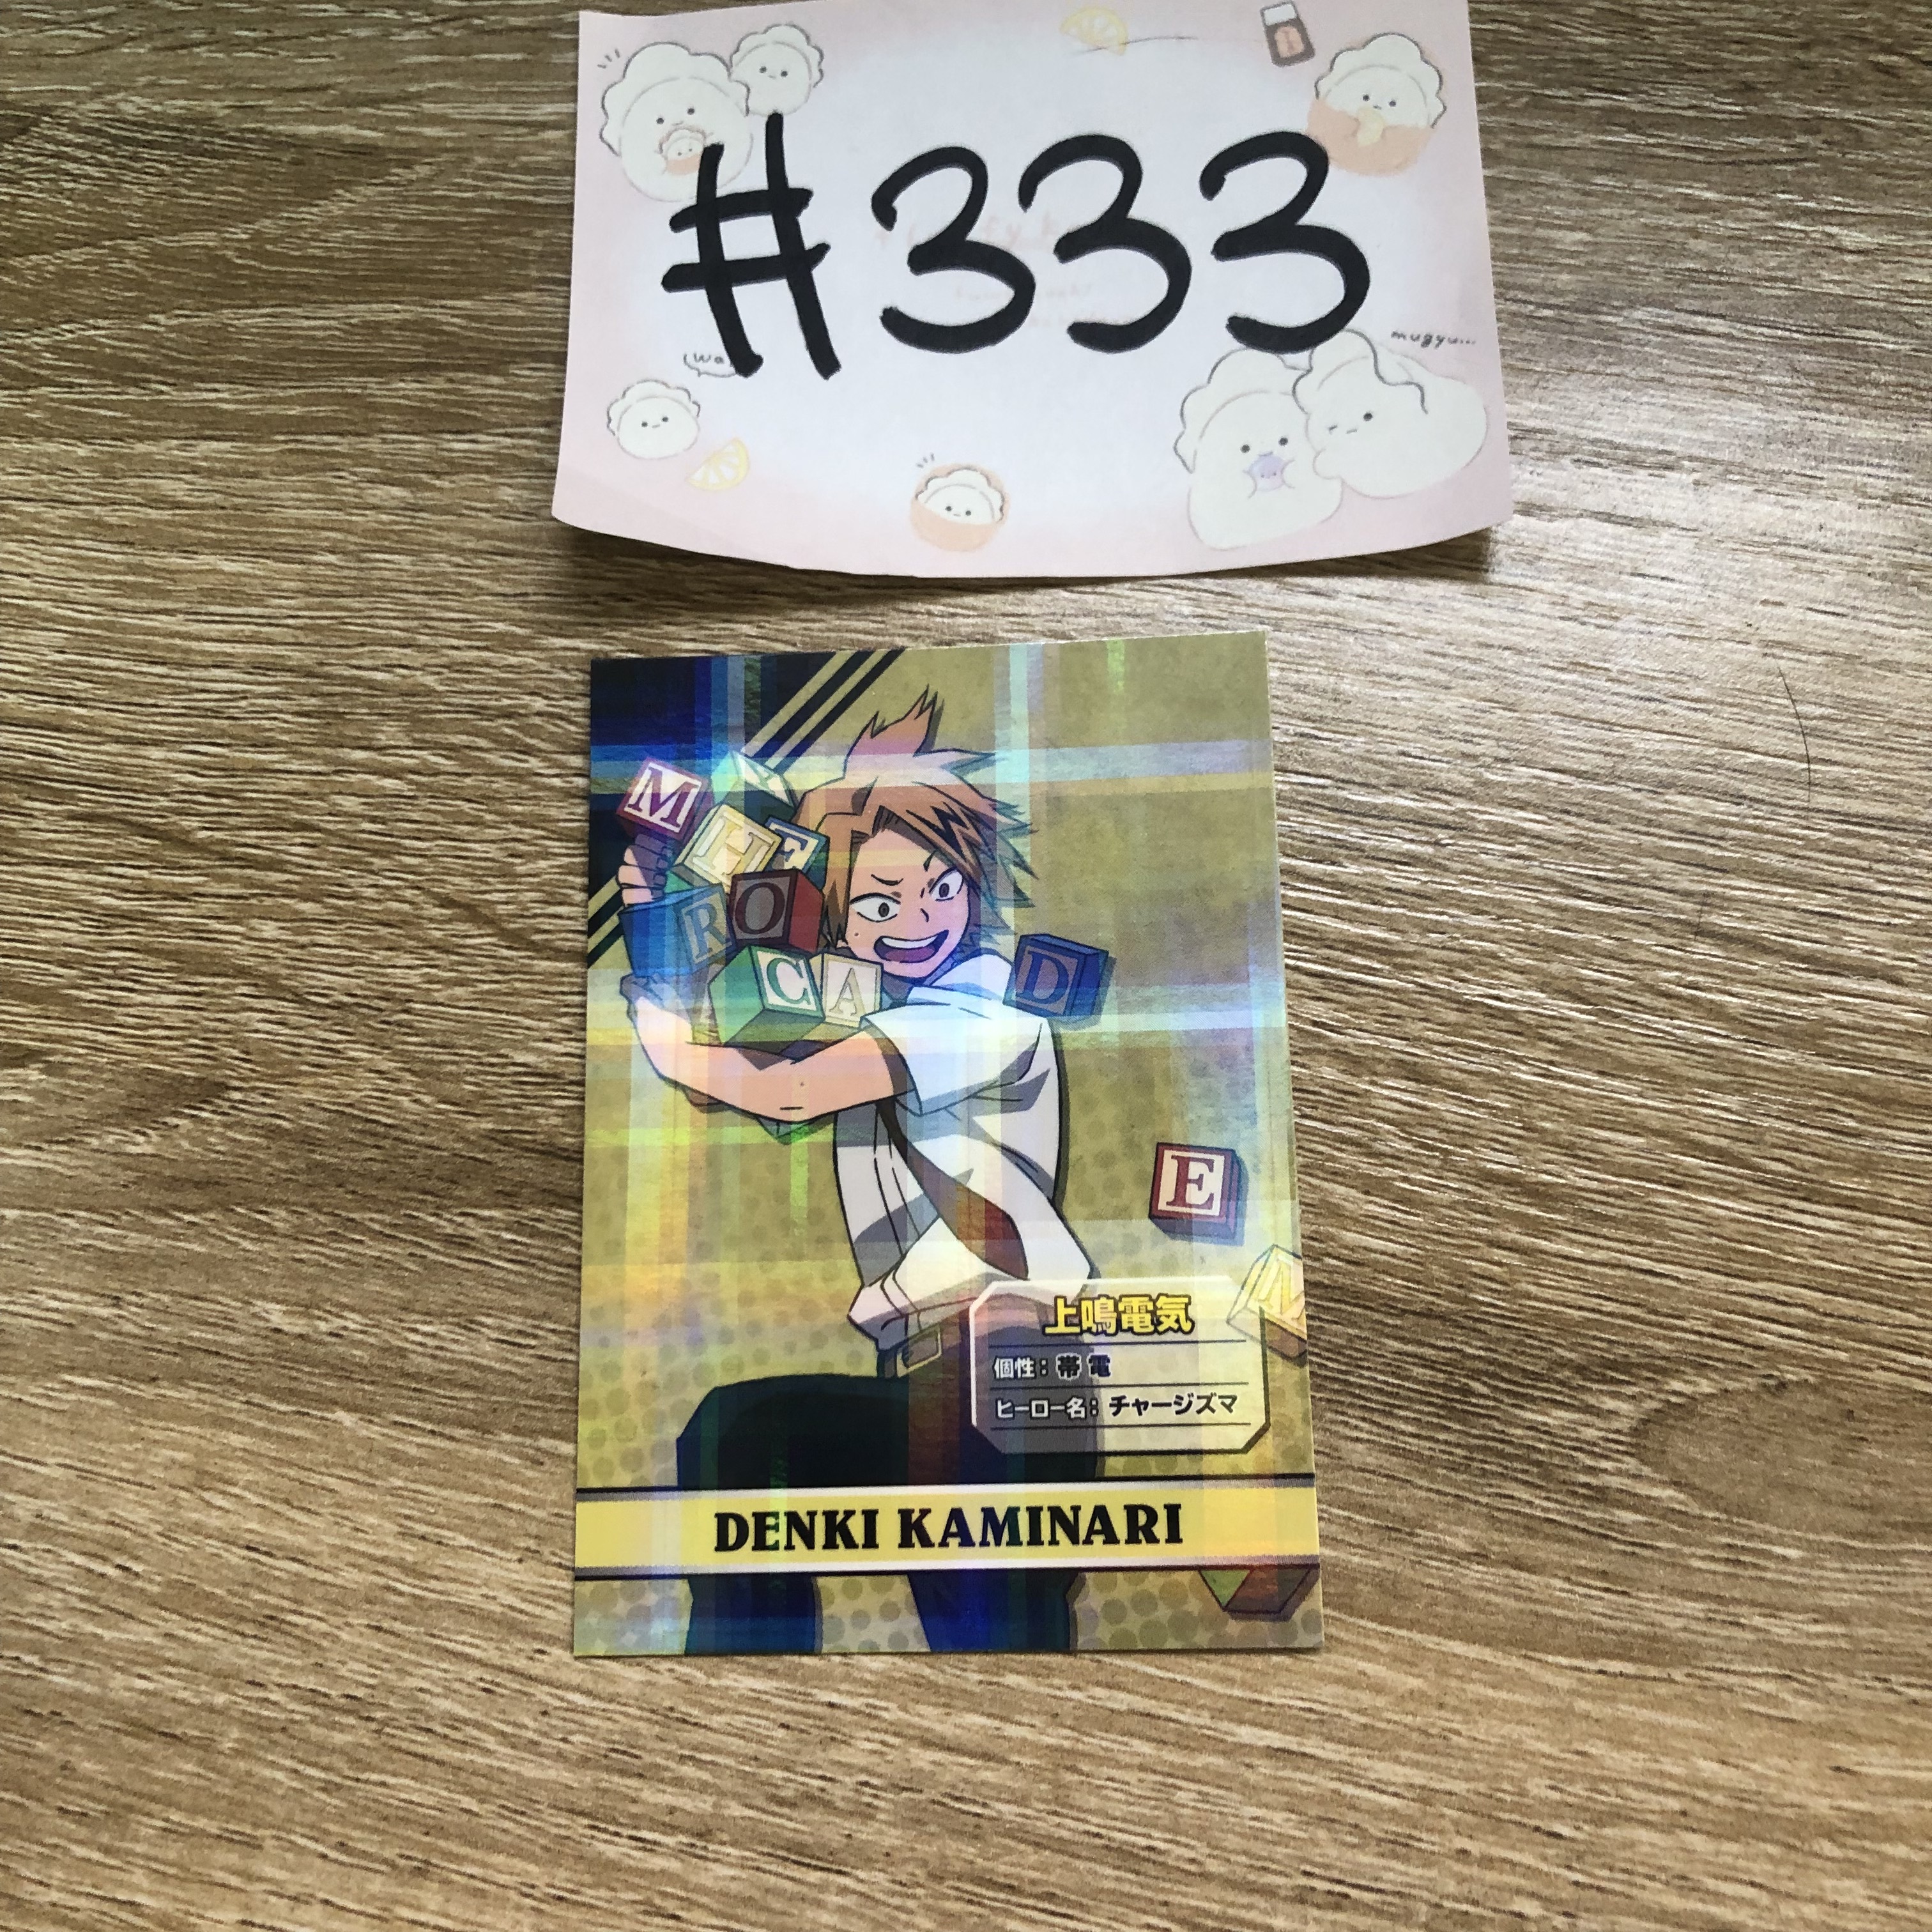 #333
mugyu...
M
H
E
R
O
C
A
D
E
N
上鳴電気
個性：帯電
ヒーロー名：チャージズマ
DENKI KAMINARI